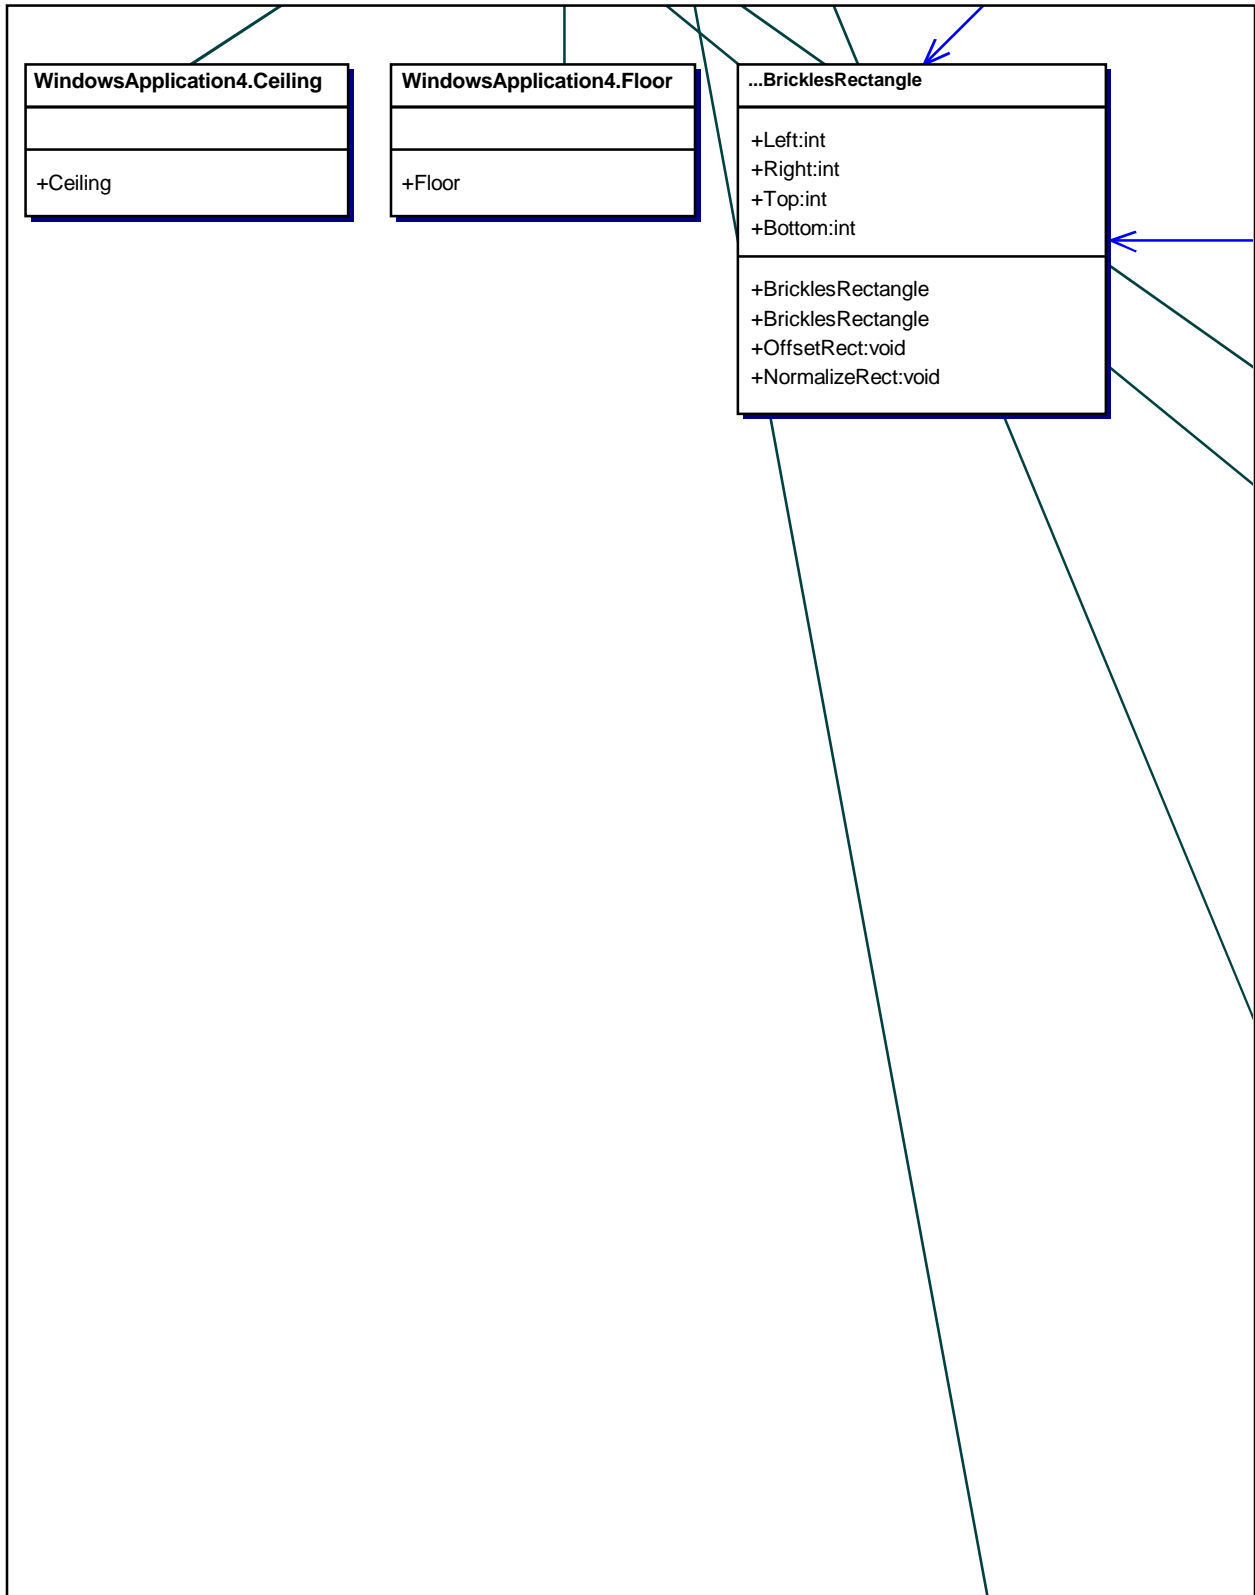 WindowsApplication4.Ceiling
+Ceiling
WindowsApplication4.Floor
+Floor
...BricklesRectangle
+Left:int
+Right:int
+Top:int
+Bottom:int
+BricklesRectangle
+BricklesRectangle
+OffsetRect:void
+NormalizeRect:void